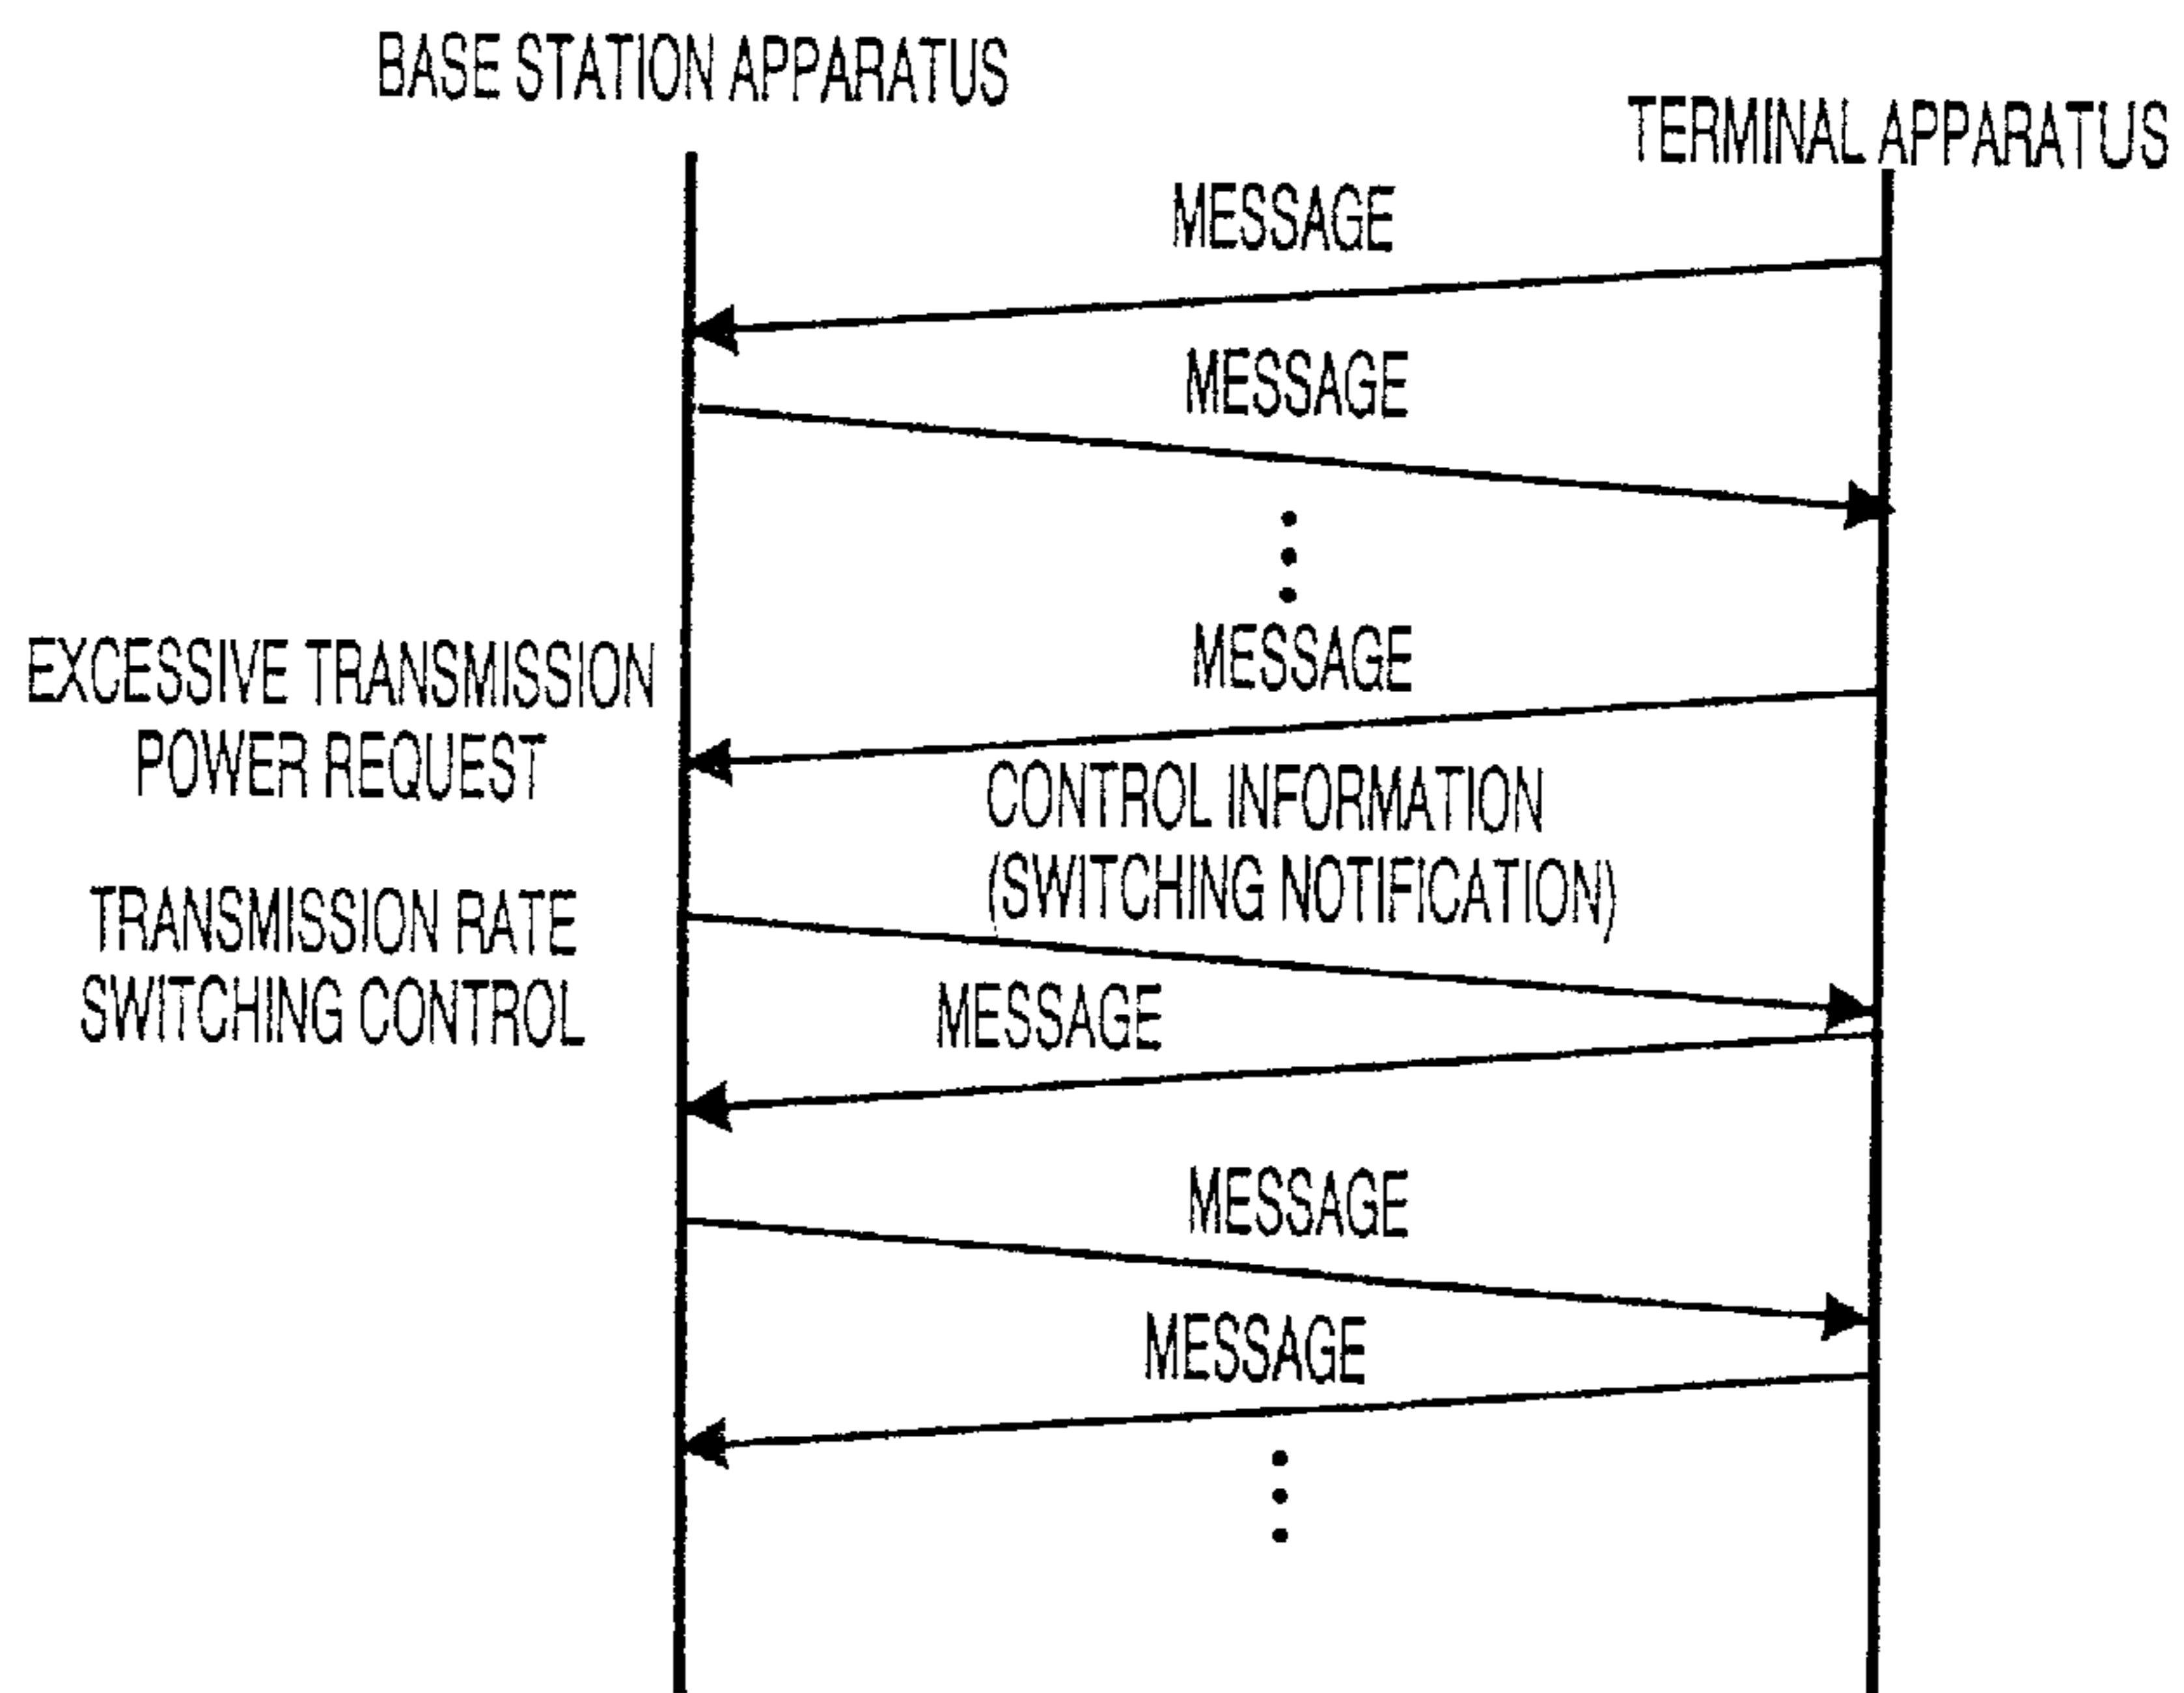 BASE STATION APPARATUS
TERMINAL APPARATUS
MESSAGE
MESSAGE
MESSAGE
EXCESSIVE TRANSMISSION
POWER REQUEST
CONTROL INFORMATION
(SWITCHING NOTIFICATION)
TRANSMISSION RATE
SWITCHING CONTROL
MESSAGE
MESSAGE
MESSAGE